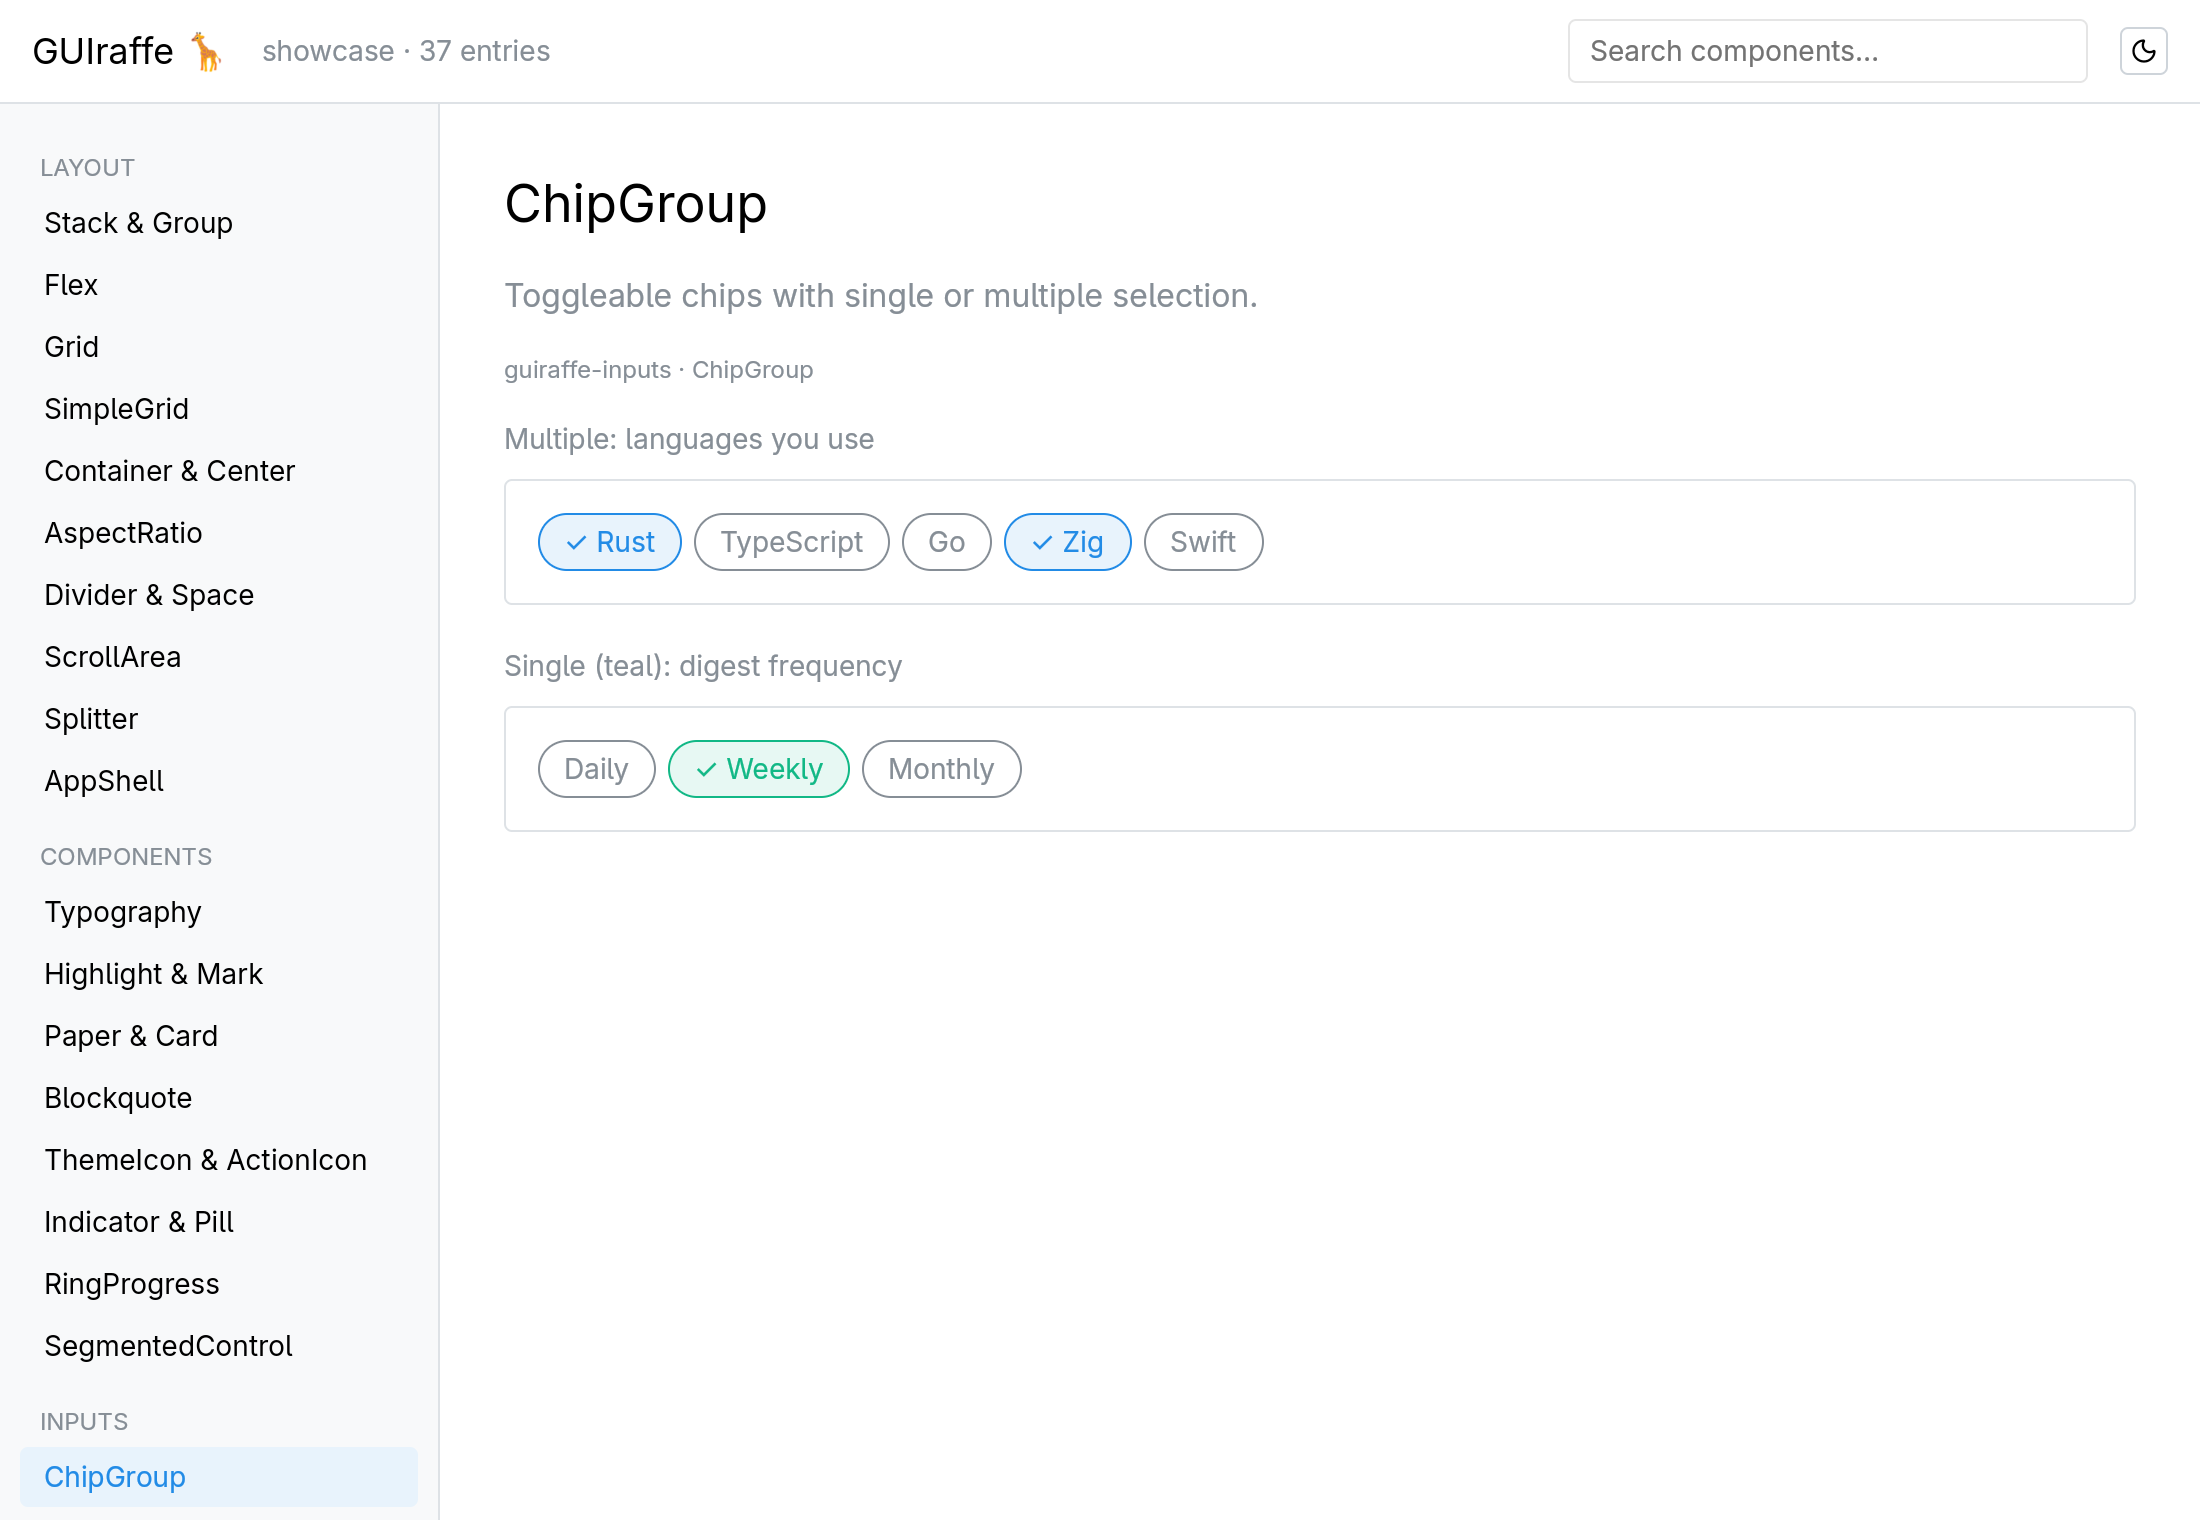 GUIraffe 🦒 showcase · 37 entries
Search components...
LAYOUT
Stack & Group
Flex
Grid
SimpleGrid
Container & Center
AspectRatio
Divider & Space
ScrollArea
Splitter
AppShell
COMPONENTS
Typography
Highlight & Mark
Paper & Card
Blockquote
ThemeIcon & ActionIcon
Indicator & Pill
RingProgress
SegmentedControl
INPUTS
ChipGroup
ChipGroup
Toggleable chips with single or multiple selection.
guiraffe-inputs · ChipGroup
Multiple: languages you use
✓ Rust TypeScript Go ✓ Zig Swift
Single (teal): digest frequency
Daily ✓ Weekly Monthly